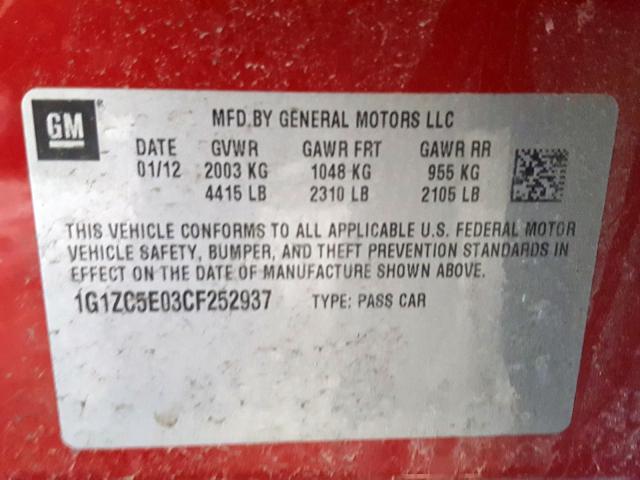 GM
MFD.BY GENERAL MOTORS LLC
DATE GVWR GAWR FRT GAWR RR
01/12 2003 KG 1048 KG 955 KG
4415 LB 2310 LB 2105 LB
THIS VEHICLE CONFORMS TO ALL APPLICABLE U.S. FEDERAL MOTOR
VEHICLE SAFETY, BUMPER, AND THEFT PREVENTION STANDARDS IN
EFFECT ON THE DATE OF MANUFACTURE SHOWN ABOVE.
1G1ZC5E03CF252937 TYPE: PASS CAR